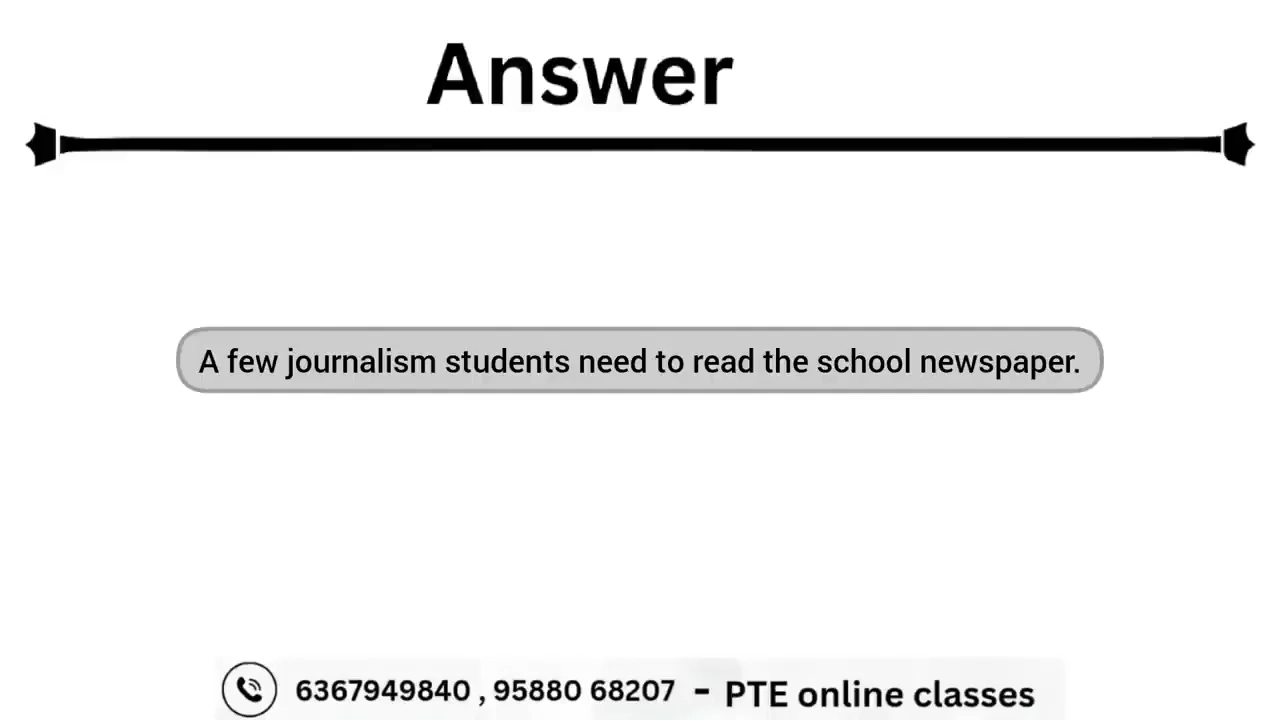 Answer
A few journalism students need to read the school newspaper.
6367949840 , 95880 68207 - PTE online classes